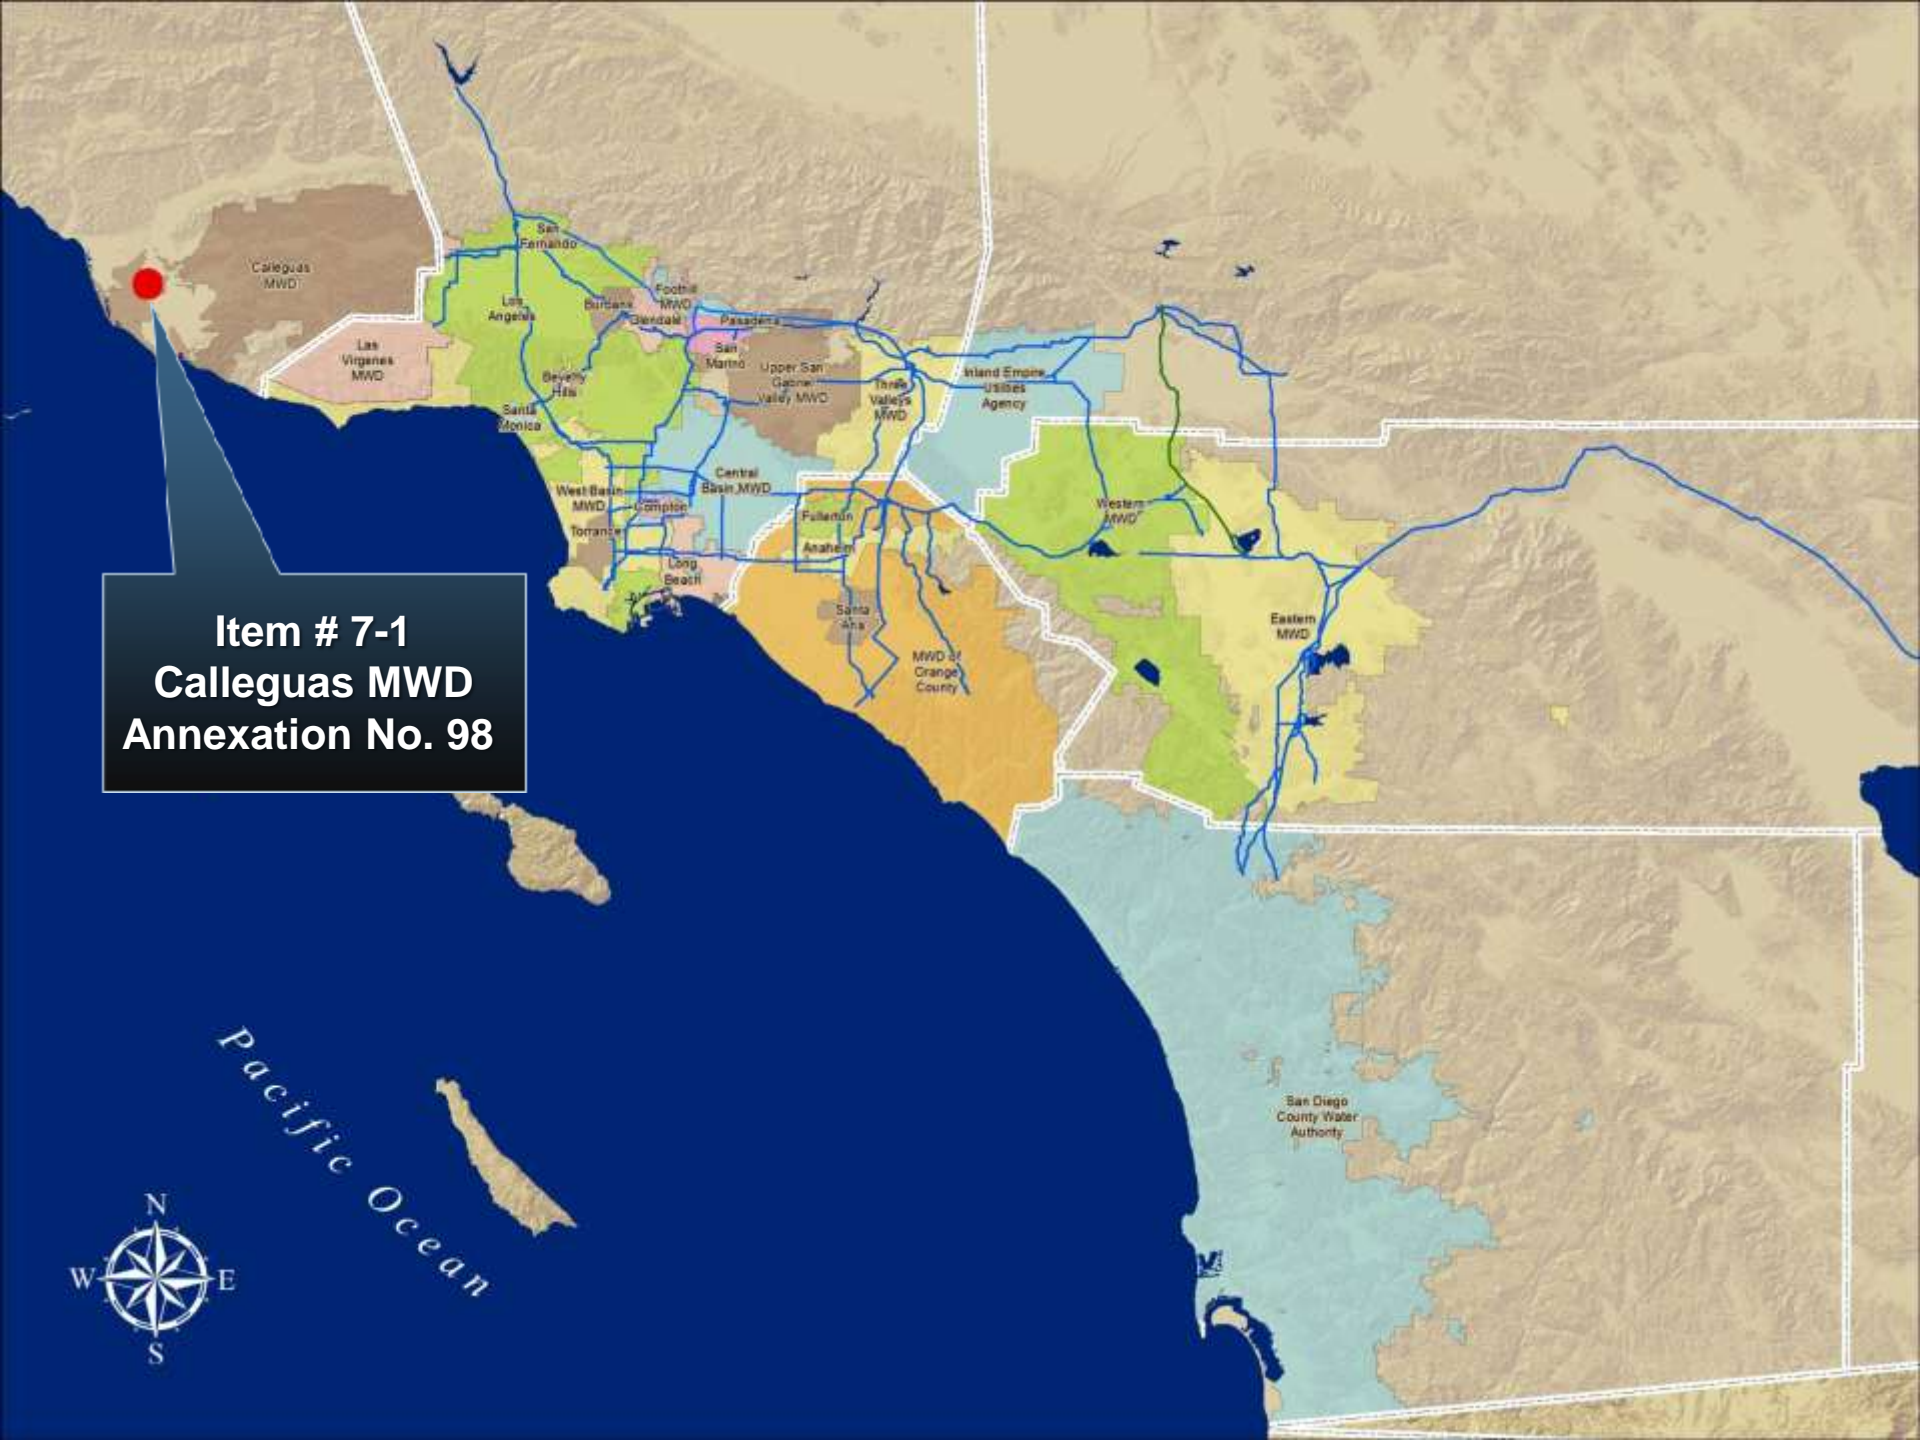 San
Fernando
Calleguas
MWD
Los
Angeles
Burbank
Foothill
MWD
Glendale
Pasadena
San
Marino
Las
Virgenes
MWD
Beverly
Hills
Santa
Monica
Upper San
Gabriel
Valley MWD
Three
Valleys
MWD
Inland Empire
Utilities
Agency
Central
Basin MWD
West Basin
MWD
Compton
Torrance
Long
Beach
Fullerton
Anaheim
Santa
Ana
MWD of
Orange
County
Western
MWD
Eastern
MWD
Item # 7-1
Calleguas MWD
Annexation No. 98
San Diego
County Water
Authority
Pacific Ocean
N
W E
S